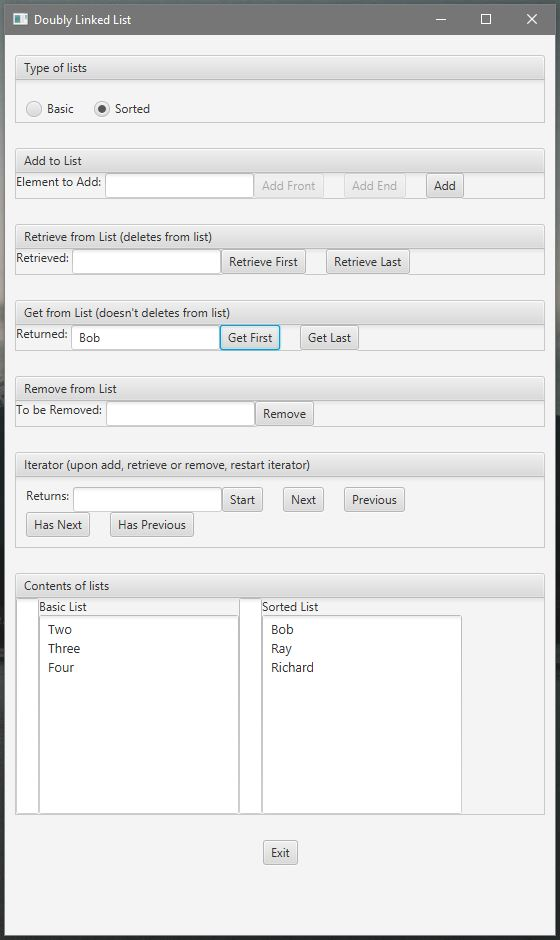 Doubly Linked List
Type of lists
Basic Sorted
Add to List
Element to Add: Add Front Add End Add
Retrieve from List (deletes from list)
Retrieved: Retrieve First Retrieve Last
Get from List (doesn't deletes from list)
Returned: Bob Get First Get Last
Remove from List
To be Removed: Remove
Iterator (upon add, retrieve or remove, restart iterator)
Returns: Start Next Previous
Has Next Has Previous
Contents of lists
Basic List Sorted List
Two Bob
Three Ray
Four Richard
Exit